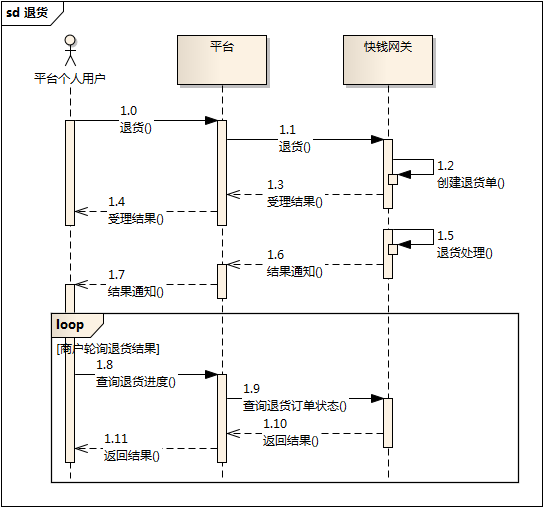 sd 退货
平台
快钱网关
平台个人用户
1.0
退货()
1.1
退货()
1.2
创建退货单()
1.3
受理结果()
1.4
受理结果()
1.5
退货处理()
1.6
结果通知()
1.7
结果通知()
loop
[商户轮询退货结果]
1.8
查询退货进度()
1.9
查询退货订单状态()
1.10
返回结果()
1.11
返回结果()